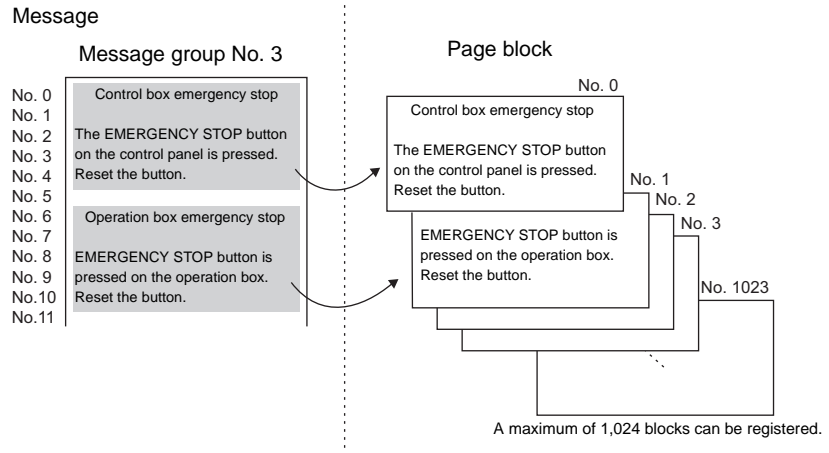 Message
Message group No. 3
No. 0
No. 1
No. 2
No. 3
No. 4
No. 5
No. 6
No. 7
No. 8
No. 9
No.10
No.11
Control box emergency stop
The EMERGENCY STOP button
on the control panel is pressed.
Reset the button.
Operation box emergency stop
EMERGENCY STOP button is
pressed on the operation box.
Reset the button.
Page block
No. 0
Control box emergency stop
The EMERGENCY STOP button
on the control panel is pressed.
Reset the button.
No. 1
EMERGENCY STOP button is
pressed on the operation box.
Reset the button.
No. 2
No. 3
No. 1023
A maximum of 1,024 blocks can be registered.